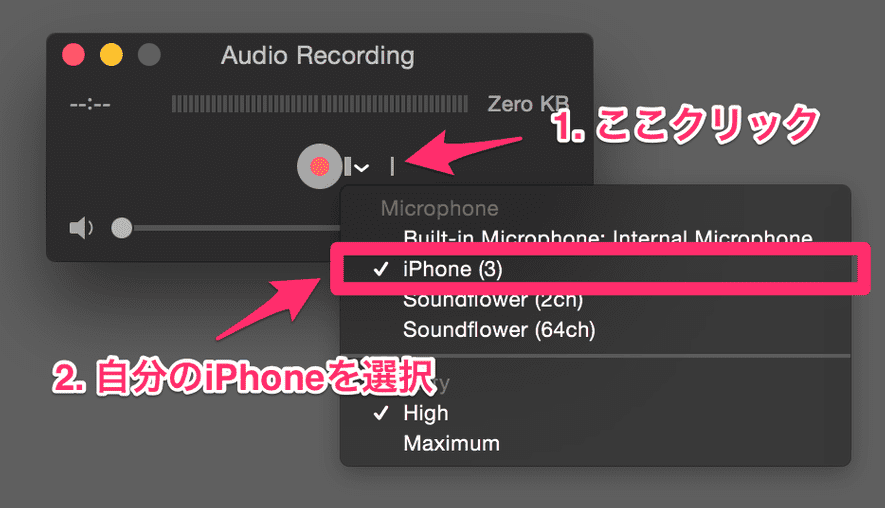 Audio Recording
--:--
Zero KB
1. ここクリック
Microphone
Built-in Microphone: Internal Microphone
iPhone (3)
Soundflower (2ch)
Soundflower (64ch)
2. 自分のiPhoneを選択
High
Maximum